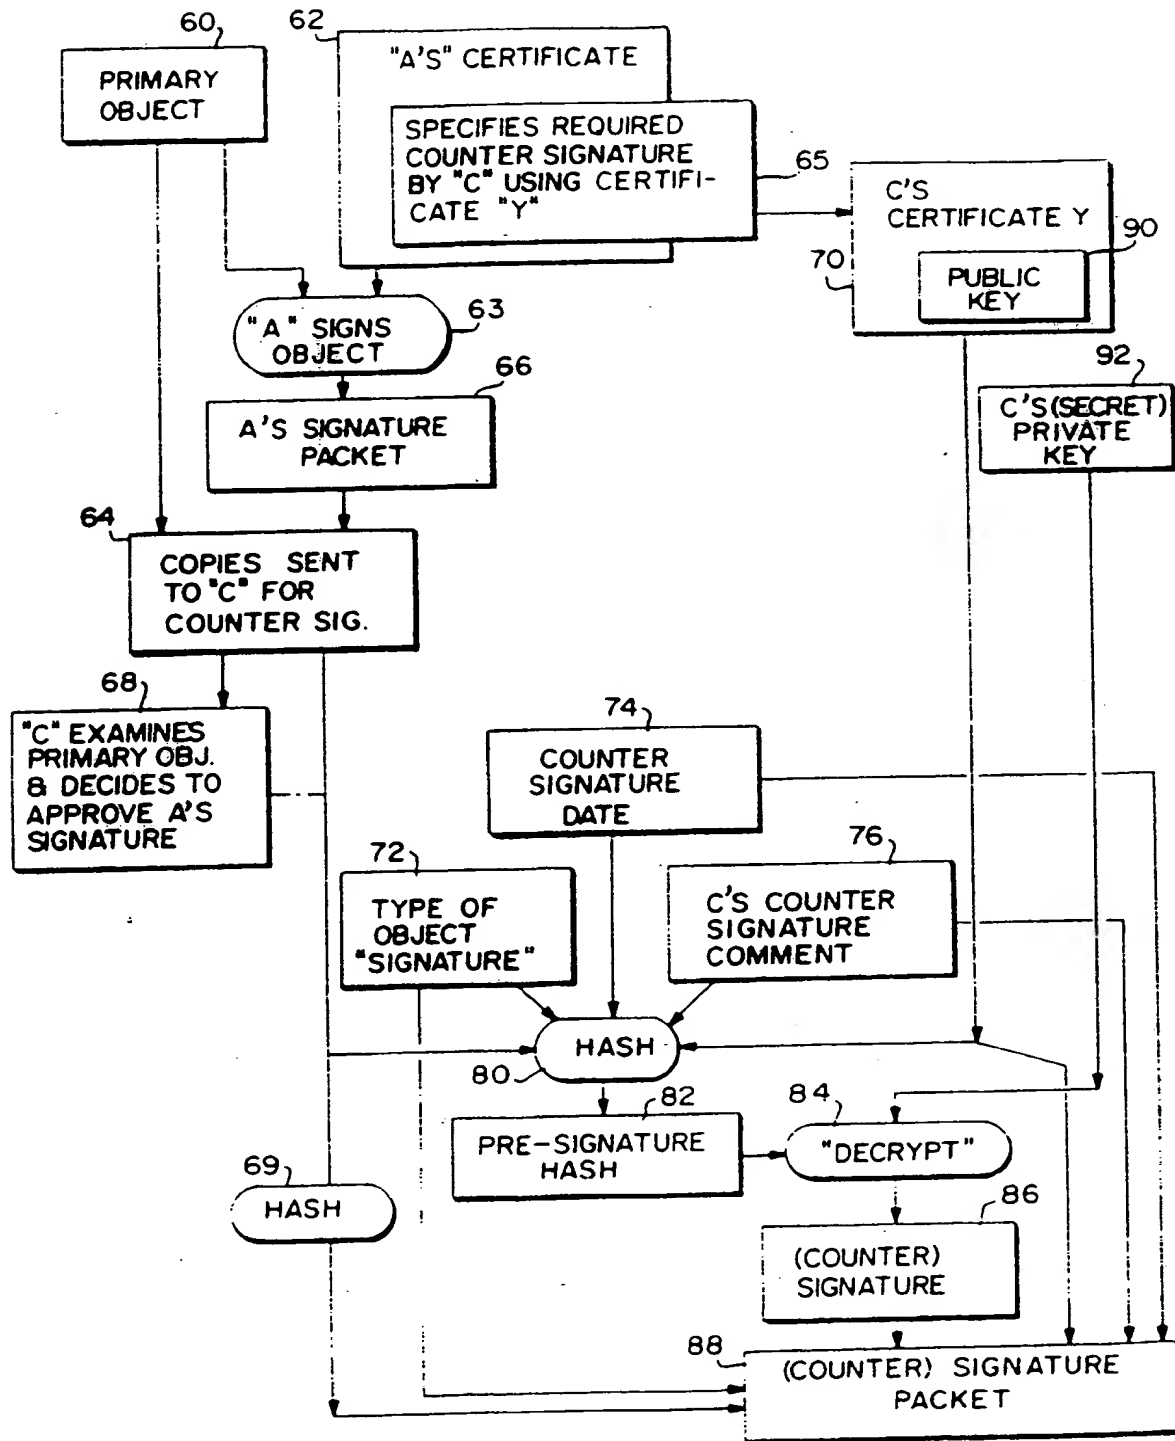 60
PRIMARY
OBJECT
62
"A'S" CERTIFICATE
SPECIFIES REQUIRED
COUNTER SIGNATURE
BY "C" USING CERTIFI-
CATE "Y"
65
C'S
CERTIFICATE Y
90
70
PUBLIC
KEY
"A" SIGNS
OBJECT
63
66
A'S SIGNATURE
PACKET
92
C'S (SECRET)
PRIVATE
KEY
64
COPIES SENT
TO "C" FOR
COUNTER SIG.
68
"C" EXAMINES
PRIMARY OBJ.
& DECIDES TO
APPROVE A'S
SIGNATURE
74
COUNTER
SIGNATURE
DATE
72
TYPE OF
OBJECT
"SIGNATURE"
76
C'S COUNTER
SIGNATURE
COMMENT
HASH
80
82
PRE-SIGNATURE
HASH
84
"DECRYPT"
69
HASH
86
(COUNTER)
SIGNATURE
88
(COUNTER) SIGNATURE
PACKET